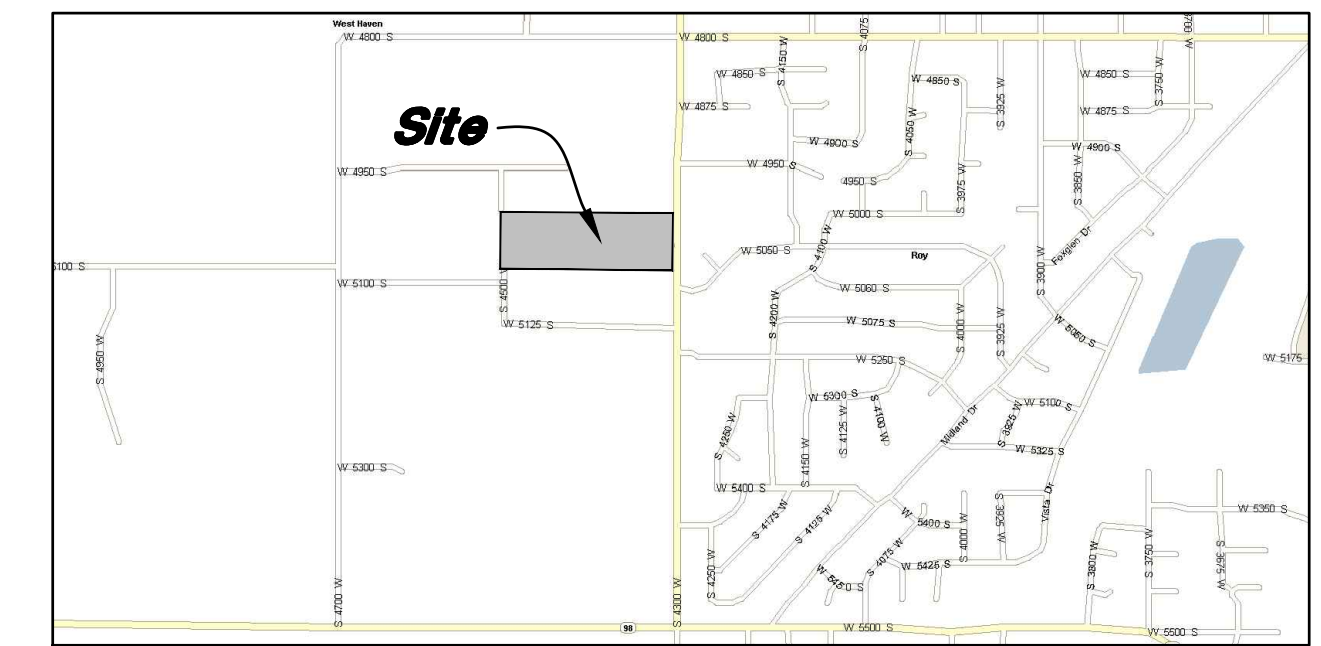 West Haven
W 4800 S
W 4800 S
S 4075
S 3700 W
W 4850 S
S 4150 W
W 4850 S
S 3925 W
W 4850 S
S 3750 W
W 4875 S
W 4875 S
Site
W 4900 S
S 4050 W
W 4900 S
W 4950 S
W 4950 S
4950 S
S 3975 W
S 3850 W
W 5000 S
S 4100 W
W 5050 S
Roy
Foxglen Dr
S 3900 W
5100 S
W 5100 S
S 4500 W
W 5060 S
S 4200 W
W 5075 S
S 4000 W
S 3925 W
W 5050 S
W 5125 S
S 4950 W
W 5250 S
W 5175
W 5300 S
S 4125 W
S 4100 W
W 5100 S
S 3925 W
Midland Dr
S 4250 W
S 4150 W
W 5325 S
W 5300 S
W 5400 S
Vista Dr
S 4175 W
S 4125 W
W 5400 S
S 4000 W
S 3925 W
W 5350 S
S 4250 W
S 4075 W
W 5425 S
S 3800 W
S 3750 W
S 3675 W
W 5450 S
S 4700 W
S 4300 W
98
W 5500 S
W 5500 S